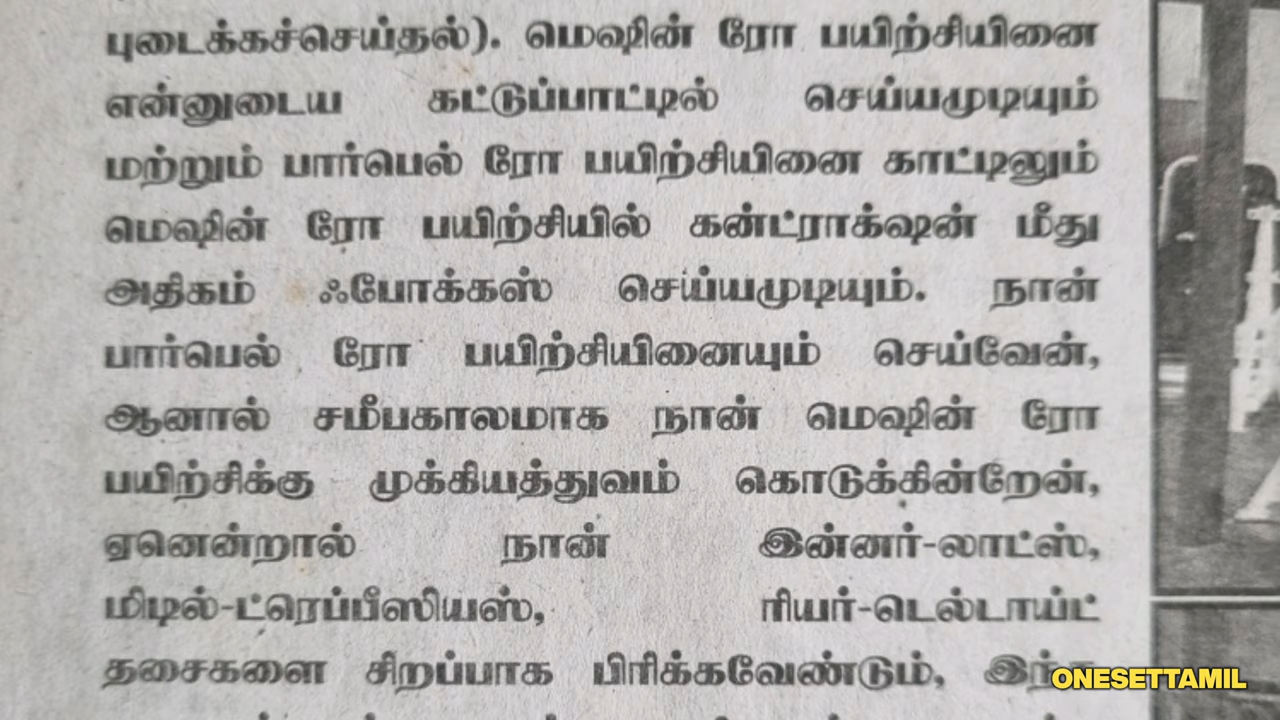 புடைக்கச்செய்தல்). மெஷின் ரோ பயிற்சியினை
என்னுடைய கட்டுப்பாட்டில் செய்யமுடியும்
மற்றும் பார்பெல் ரோ பயிற்சியினை காட்டிலும்
மெஷின் ரோ பயிற்சியில் கன்ட்ராக்ஷன் மீது
அதிகம் ஃபோக்கஸ் செய்யமுடியும். நான்
பார்பெல் ரோ பயிற்சியினையும் செய்வேன்,
ஆனால் சமீபகாலமாக நான் மெஷின் ரோ
பயிற்சிக்கு முக்கியத்துவம் கொடுக்கின்றேன்,
ஏனென்றால் நான் இன்னர்-லாட்ஸ்,
மிடில்-ட்ரெப்பீஸியஸ், ரியர்-டெல்டாய்ட்
தசைகளை சிறப்பாக பிரிக்கவேண்டும்,
ONESETTAMIL